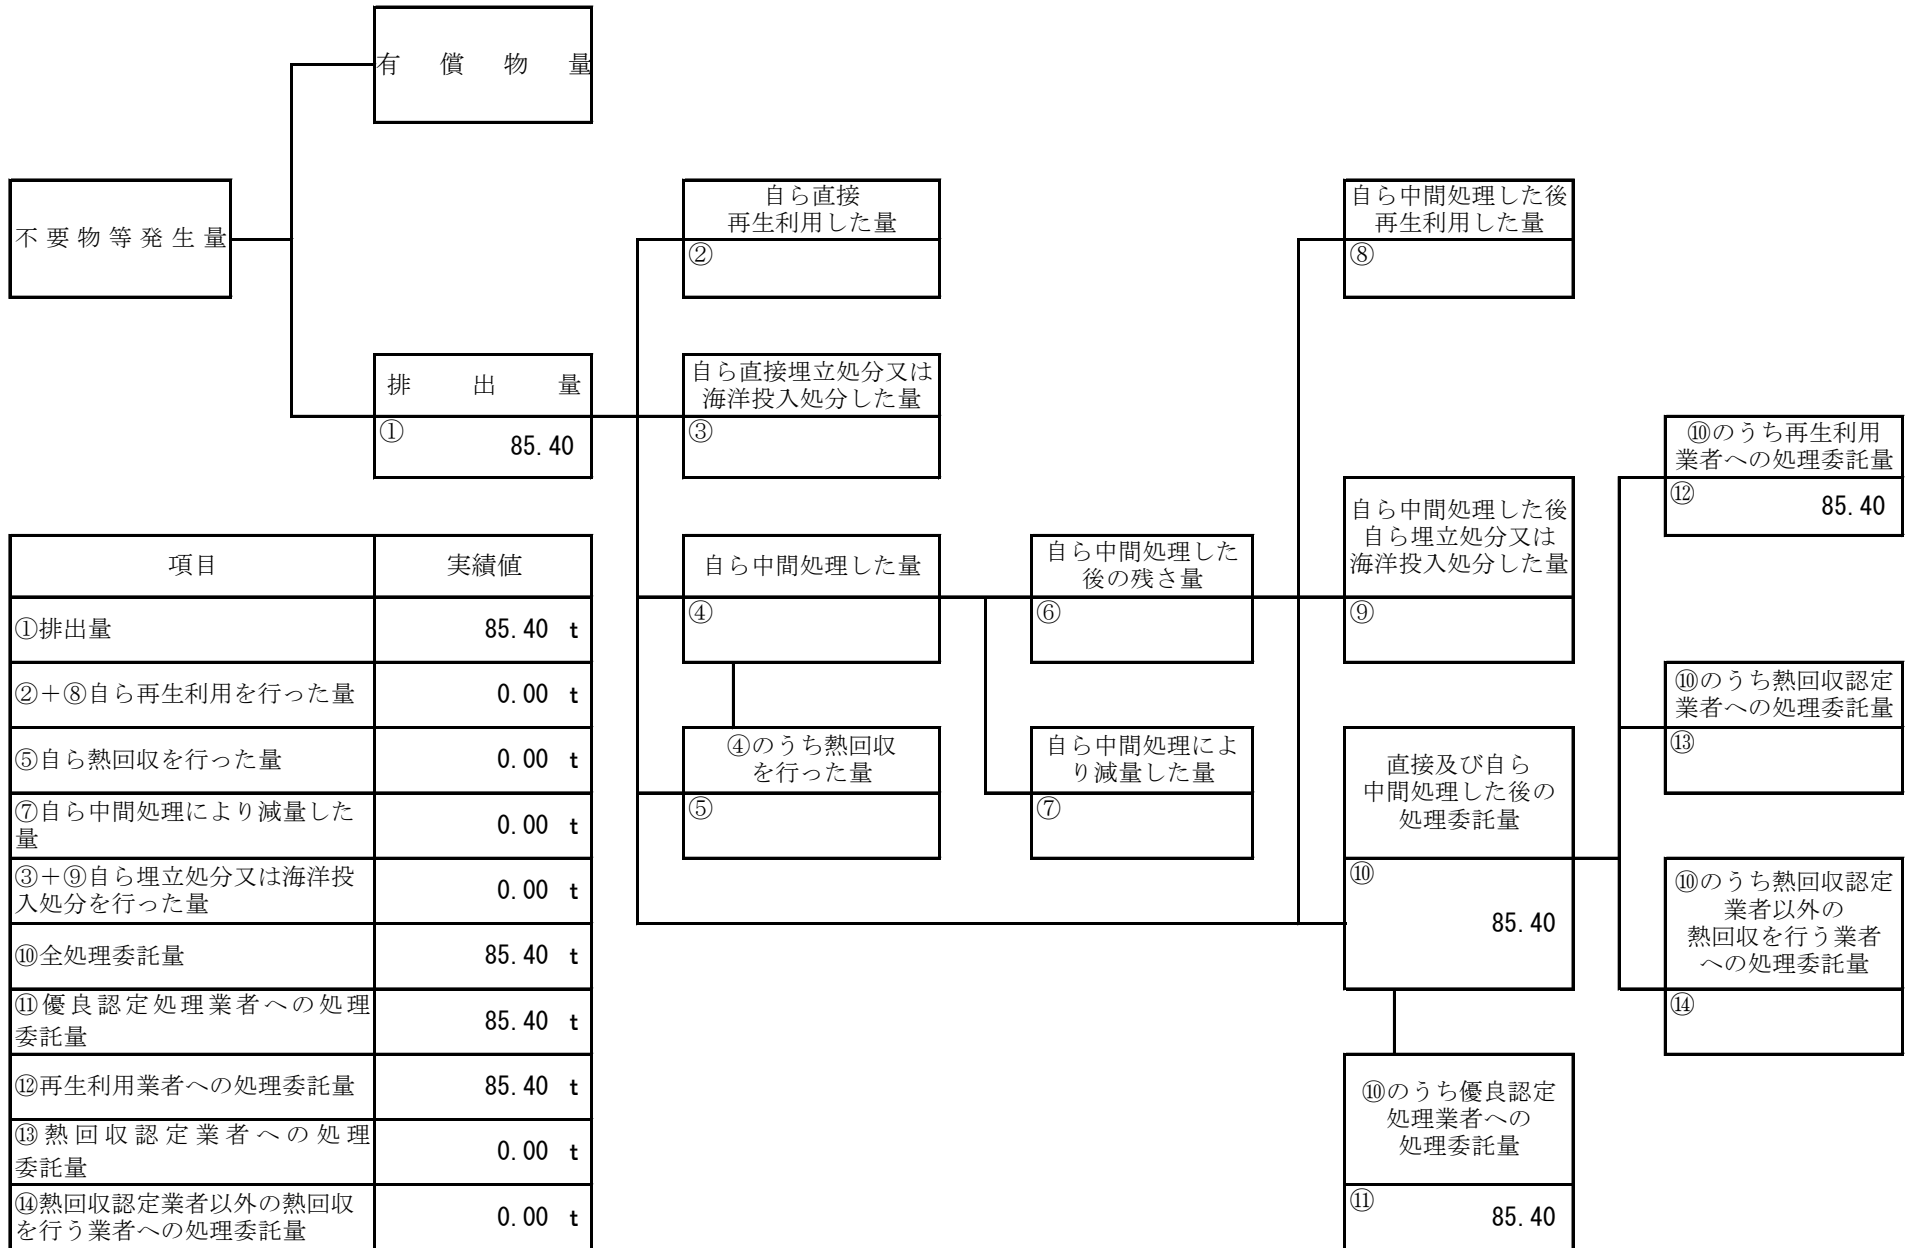 有償物量
不要物等発生量
自ら直接
再生利用した量
②
自ら中間処理した後
再生利用した量
⑧
排出量
①
85.40
自ら直接埋立処分又は
海洋投入処分した量
③
⑩のうち再生利用
業者への処理委託量
⑫
85.40
自ら中間処理した量
④
自ら中間処理した
後の残さ量
⑥
自ら中間処理した後
自ら埋立処分又は
海洋投入処分した量
⑨
⑩のうち熱回収認定
業者への処理委託量
⑬
④のうち熱回収
を行った量
⑤
自ら中間処理によ
り減量した量
⑦
直接及び自ら
中間処理した後の
処理委託量
⑩
85.40
⑩のうち熱回収認定
業者以外の
熱回収を行う業者
への処理委託量
⑭
⑩のうち優良認定
処理業者への
処理委託量
⑪
85.40
項目 実績値
①排出量 85.40 t
②+⑧自ら再生利用を行った量 0.00 t
⑤自ら熱回収を行った量 0.00 t
⑦自ら中間処理により減量した
量 0.00 t
③+⑨自ら埋立処分又は海洋投
入処分を行った量 0.00 t
⑩全処理委託量 85.40 t
⑪優良認定処理業者への処理
委託量 85.40 t
⑫再生利用業者への処理委託量 85.40 t
⑬熱回収認定業者への処理
委託量 0.00 t
⑭熱回収認定業者以外の熱回収
を行う業者への処理委託量 0.00 t